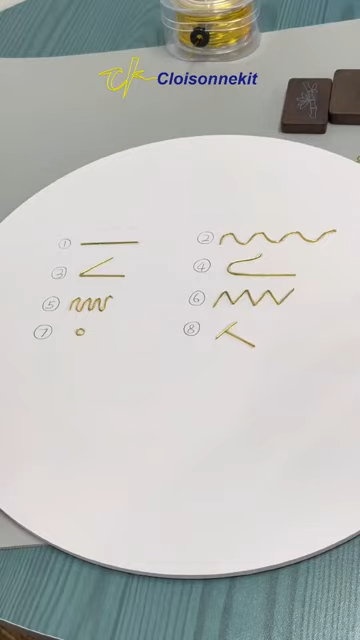 CK Cloisonnekit
① ②
③ ④
⑤ ⑥
⑦ ⑧